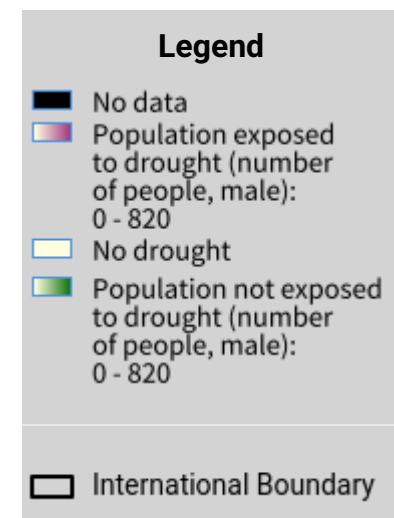 Legend
No data
Population exposed
to drought (number
of people, male):
0 - 820
No drought
Population not exposed
to drought (number
of people, male):
0 - 820
International Boundary